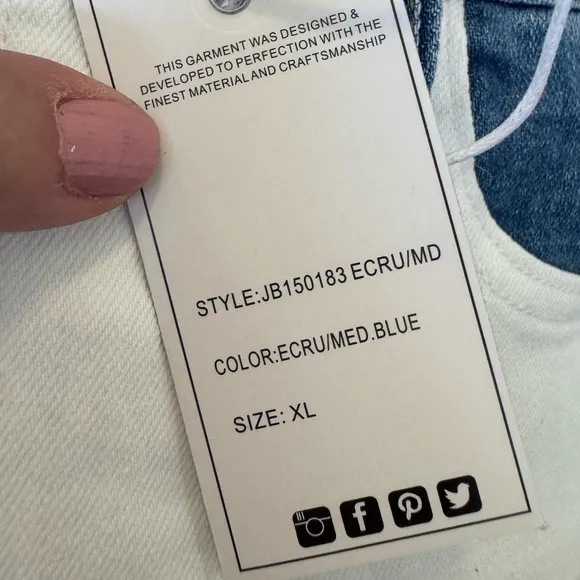 THIS GARMENT WAS DESIGNED &
DEVELOPED TO PERFECTION WITH THE
FINEST MATERIAL AND CRAFTSMANSHIP
STYLE:JB150183 ECRU/MD
COLOR:ECRU/MED.BLUE
SIZE: XL